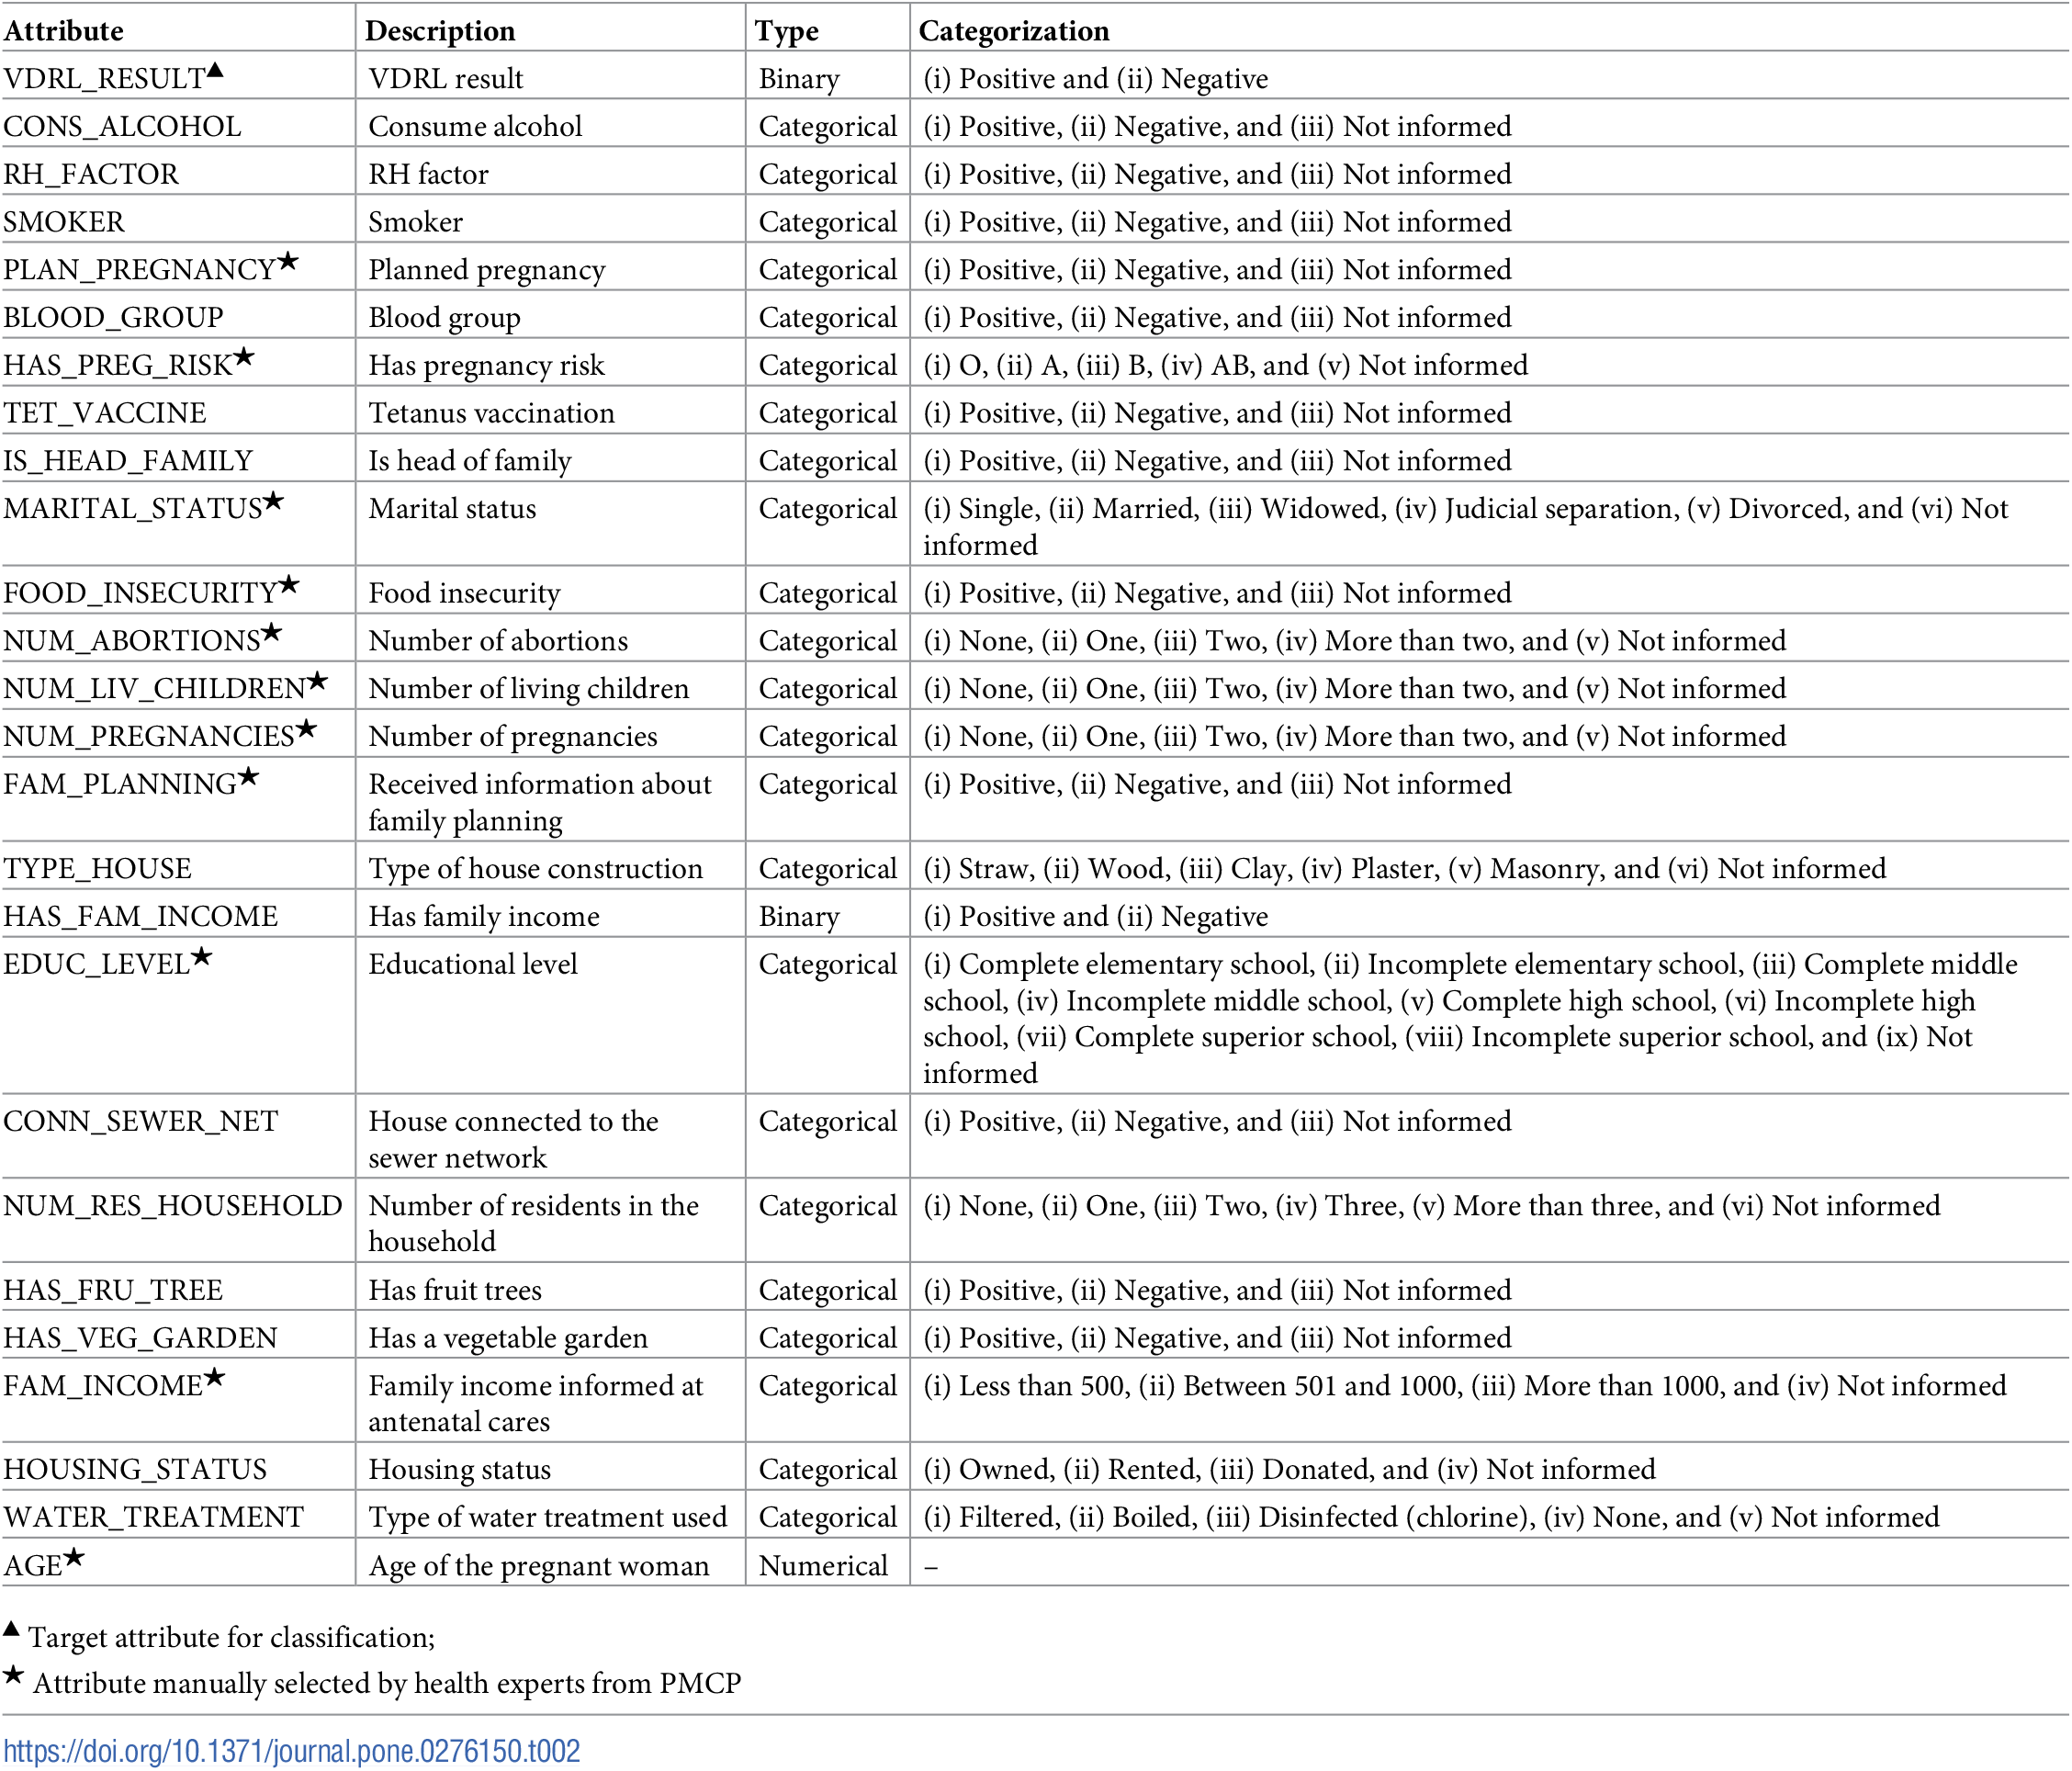 Attribute Description Type Categorization
VDRL_RESULT▲ VDRL result Binary (i) Positive and (ii) Negative
CONS_ALCOHOL Consume alcohol Categorical (i) Positive, (ii) Negative, and (iii) Not informed
RH_FACTOR RH factor Categorical (i) Positive, (ii) Negative, and (iii) Not informed
SMOKER Smoker Categorical (i) Positive, (ii) Negative, and (iii) Not informed
PLAN_PREGNANCY★ Planned pregnancy Categorical (i) Positive, (ii) Negative, and (iii) Not informed
BLOOD_GROUP Blood group Categorical (i) Positive, (ii) Negative, and (iii) Not informed
HAS_PREG_RISK★ Has pregnancy risk Categorical (i) O, (ii) A, (iii) B, (iv) AB, and (v) Not informed
TET_VACCINE Tetanus vaccination Categorical (i) Positive, (ii) Negative, and (iii) Not informed
IS_HEAD_FAMILY Is head of family Categorical (i) Positive, (ii) Negative, and (iii) Not informed
MARITAL_STATUS★ Marital status Categorical (i) Single, (ii) Married, (iii) Widowed, (iv) Judicial separation, (v) Divorced, and (vi) Not
informed
FOOD_INSECURITY★ Food insecurity Categorical (i) Positive, (ii) Negative, and (iii) Not informed
NUM_ABORTIONS★ Number of abortions Categorical (i) None, (ii) One, (iii) Two, (iv) More than two, and (v) Not informed
NUM_LIV_CHILDREN★ Number of living children Categorical (i) None, (ii) One, (iii) Two, (iv) More than two, and (v) Not informed
NUM_PREGNANCIES★ Number of pregnancies Categorical (i) None, (ii) One, (iii) Two, (iv) More than two, and (v) Not informed
FAM_PLANNING★ Received information about Categorical (i) Positive, (ii) Negative, and (iii) Not informed
family planning
TYPE_HOUSE Type of house construction Categorical (i) Straw, (ii) Wood, (iii) Clay, (iv) Plaster, (v) Masonry, and (vi) Not informed
HAS_FAM_INCOME Has family income Binary (i) Positive and (ii) Negative
EDUC_LEVEL★ Educational level Categorical (i) Complete elementary school, (ii) Incomplete elementary school, (iii) Complete middle
school, (iv) Incomplete middle school, (v) Complete high school, (vi) Incomplete high
school, (vii) Complete superior school, (viii) Incomplete superior school, and (ix) Not
informed
CONN_SEWER_NET House connected to the Categorical (i) Positive, (ii) Negative, and (iii) Not informed
sewer network
NUM_RES_HOUSEHOLD Number of residents in the Categorical (i) None, (ii) One, (iii) Two, (iv) Three, (v) More than three, and (vi) Not informed
household
HAS_FRU_TREE Has fruit trees Categorical (i) Positive, (ii) Negative, and (iii) Not informed
HAS_VEG_GARDEN Has a vegetable garden Categorical (i) Positive, (ii) Negative, and (iii) Not informed
FAM_INCOME★ Family income informed at Categorical (i) Less than 500, (ii) Between 501 and 1000, (iii) More than 1000, and (iv) Not informed
antenatal cares
HOUSING_STATUS Housing status Categorical (i) Owned, (ii) Rented, (iii) Donated, and (iv) Not informed
WATER_TREATMENT Type of water treatment used Categorical (i) Filtered, (ii) Boiled, (iii) Disinfected (chlorine), (iv) None, and (v) Not informed
AGE★ Age of the pregnant woman Numerical –
▲ Target attribute for classification;
★ Attribute manually selected by health experts from PMCP
https://doi.org/10.1371/journal.pone.0276150.t002